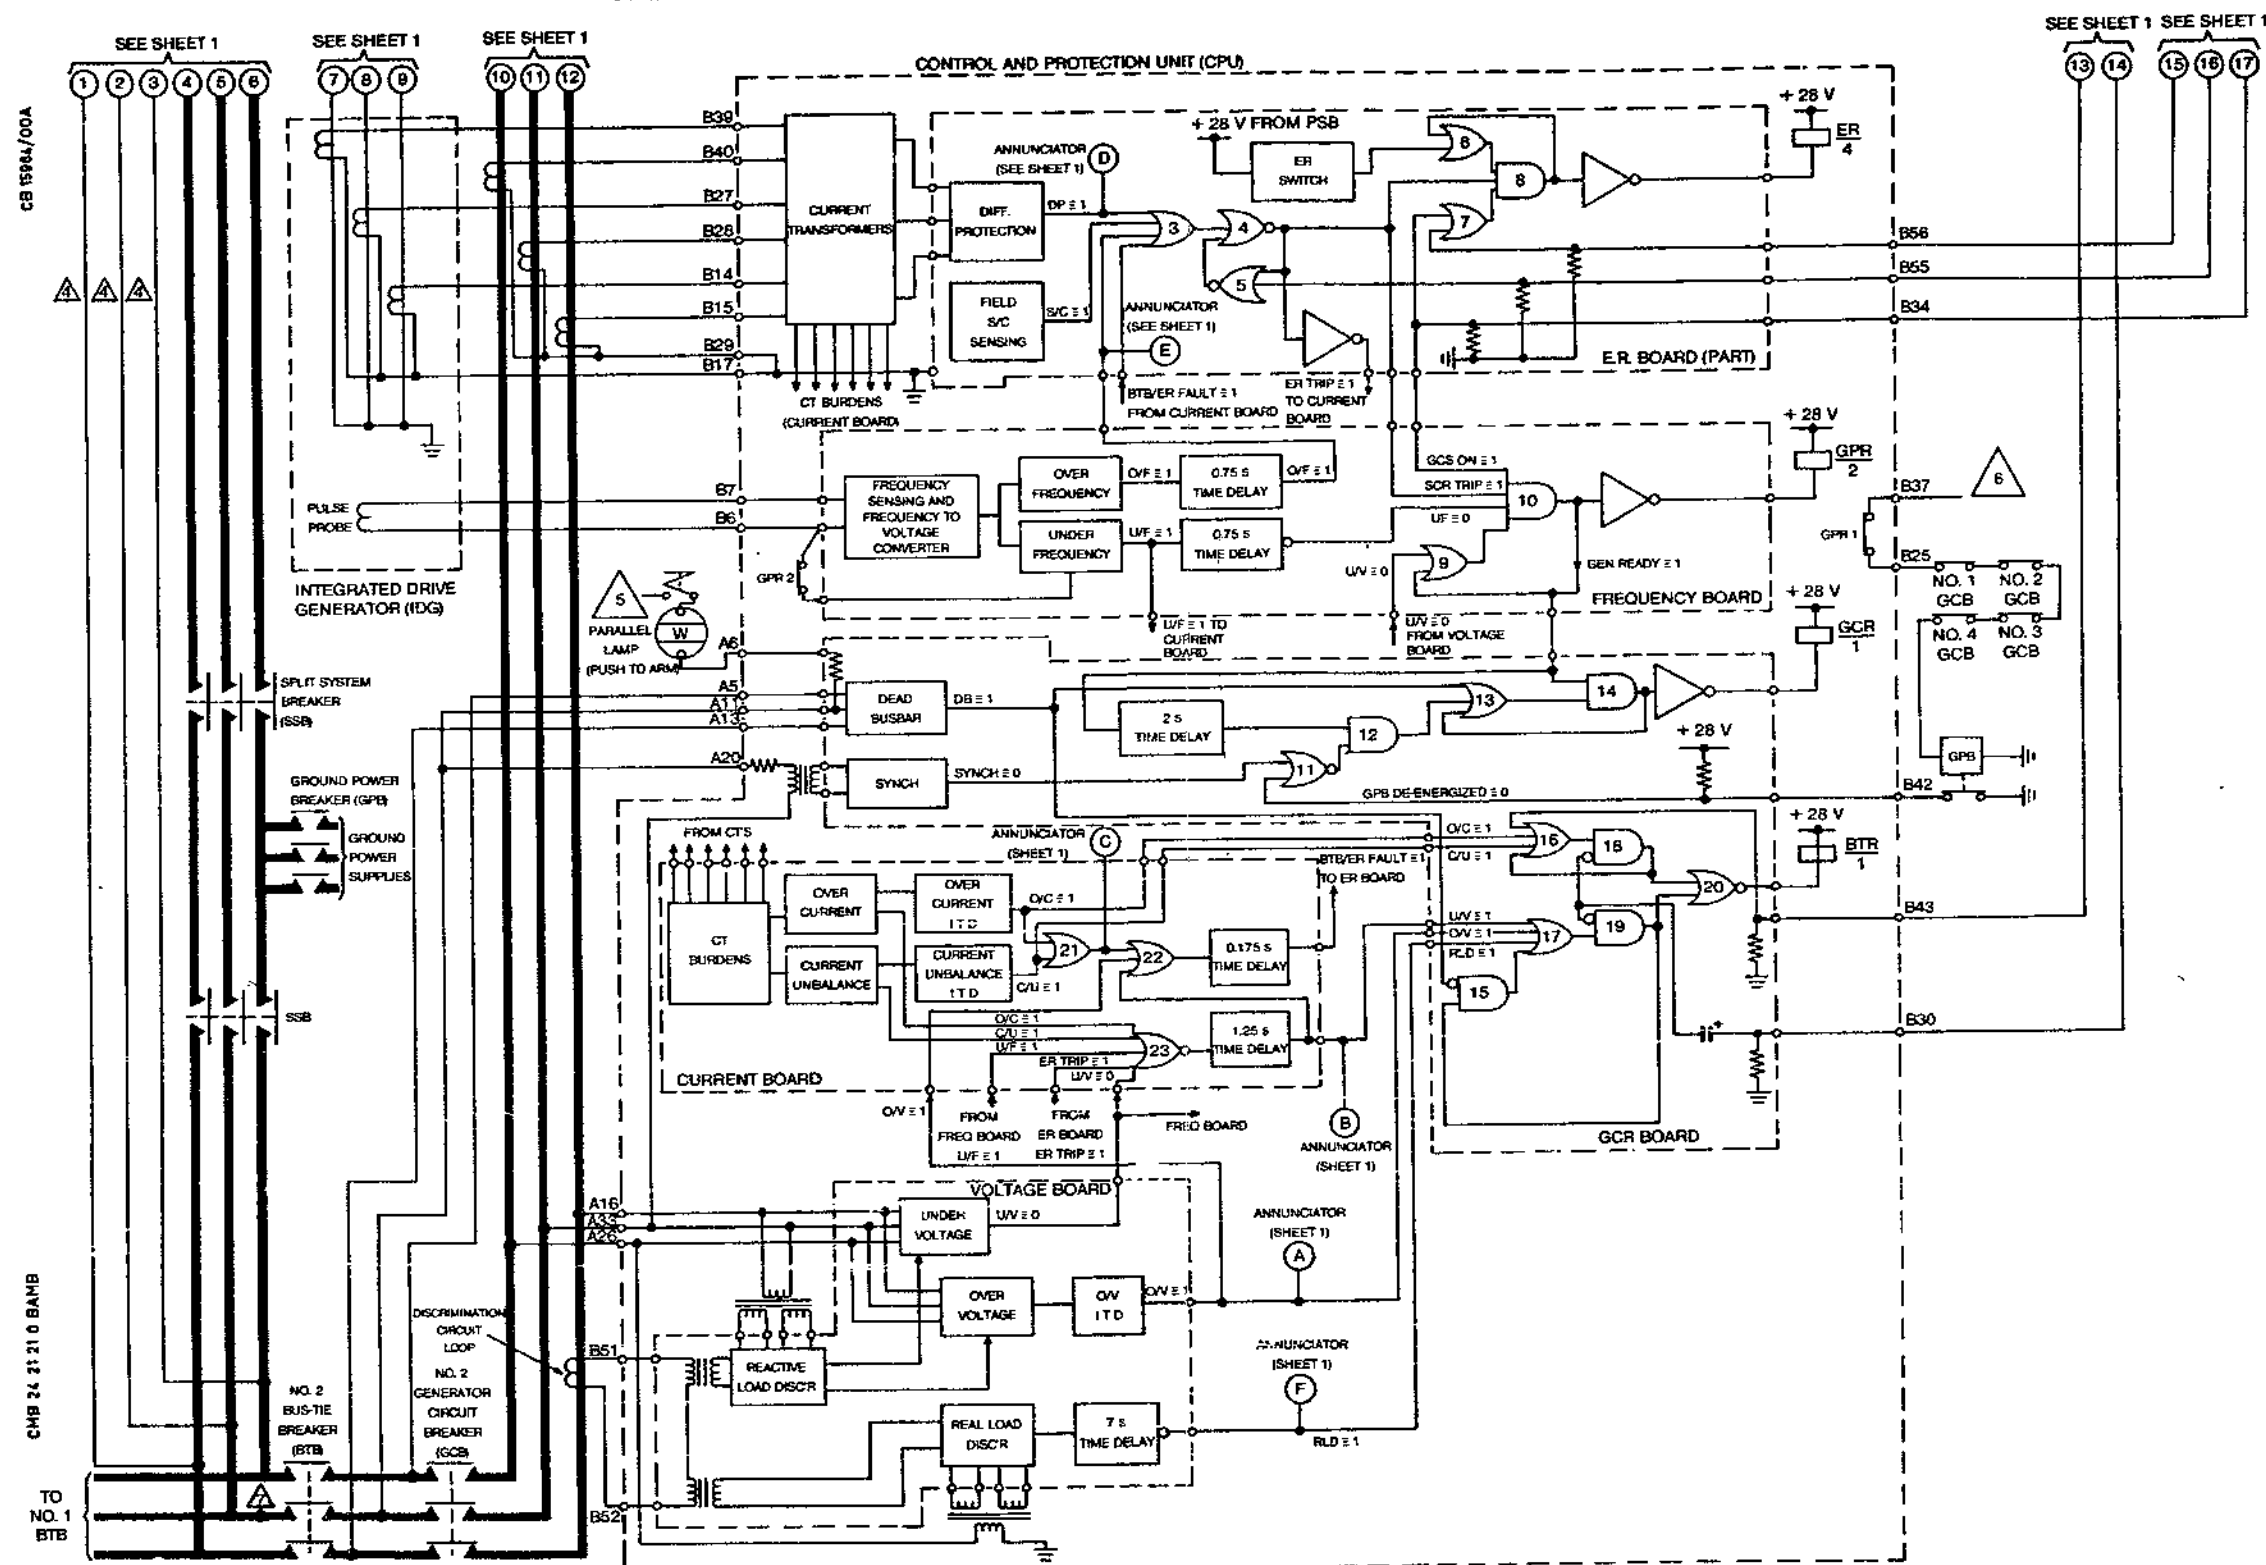 SEE SHEET 1
1 2 3 4 5 6
SEE SHEET 1
7 8 9
SEE SHEET 1
10 11 12
SEE SHEET 1
13 14
SEE SHEET 1
15 16 17
CB 15984/00A
CMB 24 21 21 0 BAMB
4 4 4
CONTROL AND PROTECTION UNIT (CPU)
B39
B40
B27
B28
B14
B15
B29
B17
CURRENT
TRANSFORMERS
CT BURDENS
(CURRENT BOARD)
ANNUNCIATOR
(SEE SHEET 1)
D
+ 28 V FROM PSB
ER
SWITCH
DIFF.
PROTECTION
DP ≡ 1
FIELD
S/C
SENSING
S/C ≡ 1
3
4
5
6
7
8
ANNUNCIATOR
(SEE SHEET 1)
E
BTB/ER FAULT ≡ 1
FROM CURRENT BOARD
ER TRIP ≡ 1
TO CURRENT
BOARD
E.R. BOARD (PART)
+ 28 V
ER
4
B56
B55
B34
PULSE
PROBE
INTEGRATED DRIVE
GENERATOR (IDG)
B7
B6
FREQUENCY
SENSING AND
FREQUENCY TO
VOLTAGE
CONVERTER
OVER
FREQUENCY
O/F ≡ 1
0.75 S
TIME DELAY
O/F ≡ 1
UNDER
FREQUENCY
U/F ≡ 1
0.75 S
TIME DELAY
GCS ON ≡ 1
SCR TRIP ≡ 1
UF ≡ 0
10
U/V ≡ 0
9
GEN READY ≡ 1
FREQUENCY BOARD
U/F ≡ 1 TO
CURRENT
BOARD
U/V ≡ 0
FROM VOLTAGE
BOARD
GPR 2
+ 28 V
GPR
2
B37
6
GPR 1
B25
NO. 1
GCB
NO. 2
GCB
NO. 4
GCB
NO. 3
GCB
GPB
B42
5
PARALLEL
LAMP
(PUSH TO ARM)
W
A6
A5
A11
A13
A20
DEAD
BUSBAR
DB ≡ 1
2 S
TIME DELAY
12
13
14
+ 28 V
GCR
1
+ 28 V
SYNCH
SYNCH ≡ 0
11
GPB DE-ENERGIZED ≡ 0
SPLIT SYSTEM
BREAKER
(SSB)
GROUND POWER
BREAKER (GPB)
GROUND
POWER
SUPPLIES
SSB
FROM CTS
ANNUNCIATOR
(SHEET 1)
C
CT
BURDENS
OVER
CURRENT
OVER
CURRENT
I T D
O/C ≡ 1
CURRENT
UNBALANCE
CURRENT
UNBALANCE
I T D
C/U ≡ 1
21
22
0.175 S
TIME DELAY
BTB/ER FAULT ≡ 1
TO ER BOARD
O/C ≡ 1
C/U ≡ 1
U/F ≡ 1
ER TRIP ≡ 1
U/V ≡ 0
23
1.25 S
TIME DELAY
CURRENT BOARD
O/C ≡ 1
C/U ≡ 1
16
18
20
U/V ≡ 1
O/V ≡ 1
RLD ≡ 1
17
19
15
+ 28 V
BTR
1
B43
B30
GCR BOARD
O/V ≡ 1
FROM
FREQ BOARD
U/F ≡ 1
FROM
ER BOARD
ER TRIP ≡ 1
FREQ BOARD
B
ANNUNCIATOR
(SHEET 1)
VOLTAGE BOARD
A16
A33
A26
UNDER
VOLTAGE
U/V ≡ 0
OVER
VOLTAGE
O/V
I T D
O/V ≡ 1
ANNUNCIATOR
(SHEET 1)
A
DISCRIMINATION
CIRCUIT
LOOP
B51
REACTIVE
LOAD DISC'R
ANNUNCIATOR
(SHEET 1)
F
REAL LOAD
DISC'R
7 S
TIME DELAY
RLD ≡ 1
B52
NO. 2
BUS-TIE
BREAKER
(BTB)
NO. 2
GENERATOR
CIRCUIT
BREAKER
(GCB)
7
TO
NO. 1
BTB